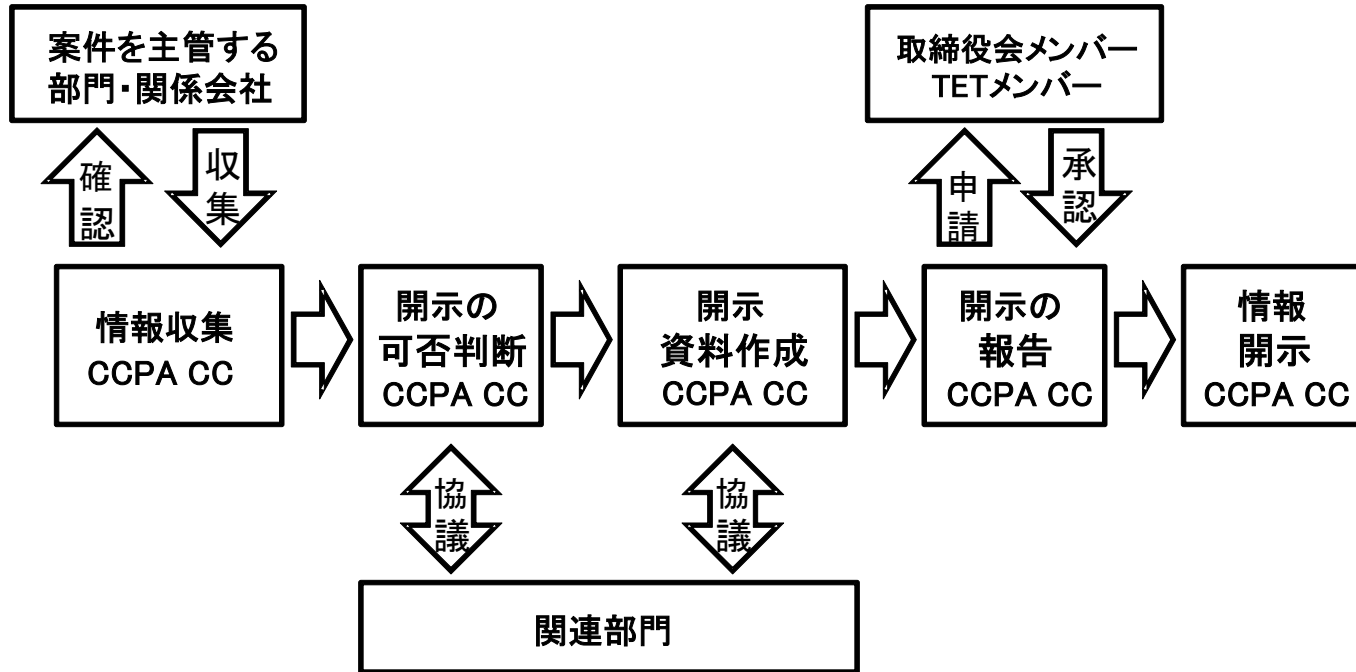 案件を主管する
部門・関係会社
取締役会メンバー
TETメンバー
確認
収集
申請
承認
情報収集
CCPA CC
開示の
可否判断
CCPA CC
開示
資料作成
CCPA CC
開示の
報告
CCPA CC
情報
開示
CCPA CC
協議
協議
関連部門